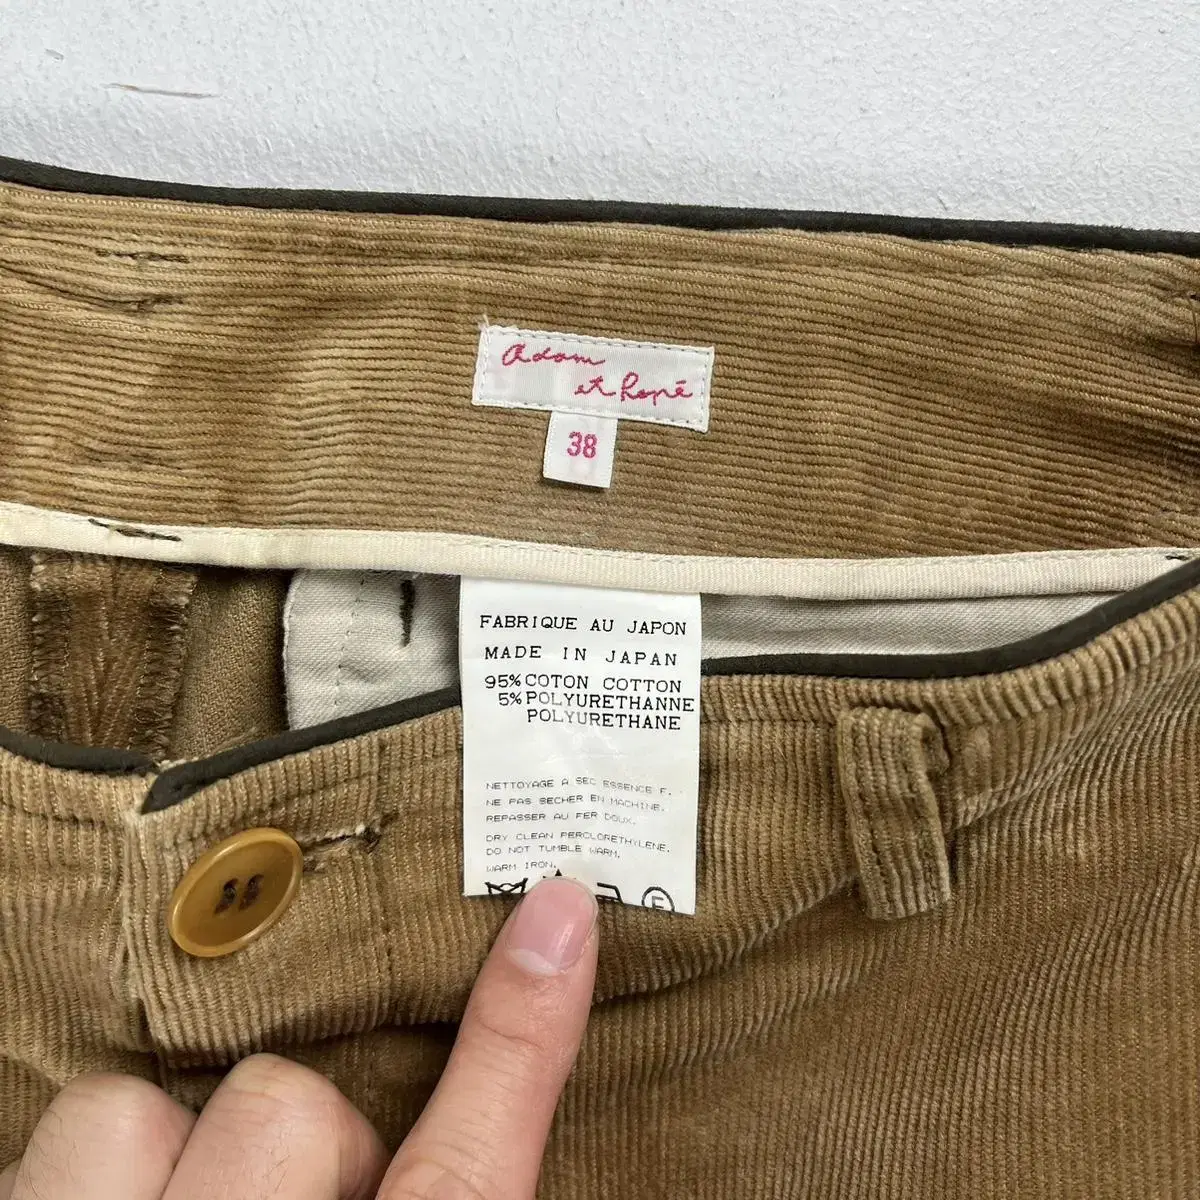 adam
et Ropé
38
FABRIQUE AU JAPON
MADE IN JAPAN
95% COTON COTTON
5% POLYURETHANNE
POLYURETHANE
NETTOYAGE A SEC ESSENCE F.
NE PAS SECHER EN MACHINE.
REPASSER AU FER DOUX.
DRY CLEAN PERCLORETHYLENE.
DO NOT TUMBLE WARM.
WARM IRON.
F